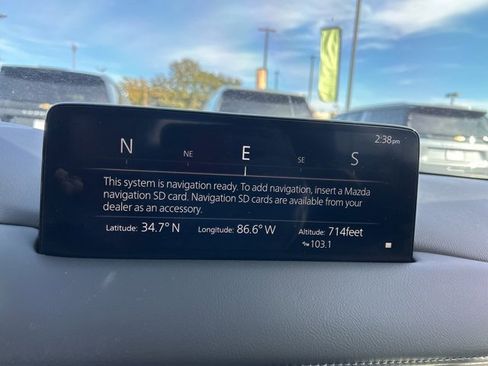 2:38pm
N NE E SE S
This system is navigation ready. To add navigation, insert a Mazda
navigation SD card. Navigation SD cards are available from your
dealer as an accessory.
Latitude: 34.7° N Longitude: 86.6° W Altitude: 714feet
103.1